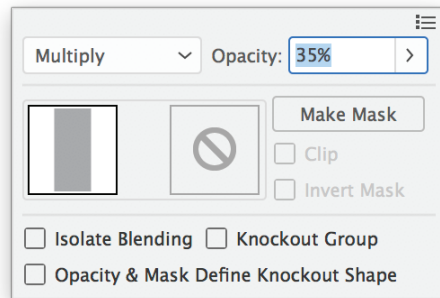 Multiply Opacity: 35%
Make Mask
Clip
Invert Mask
Isolate Blending Knockout Group
Opacity & Mask Define Knockout Shape